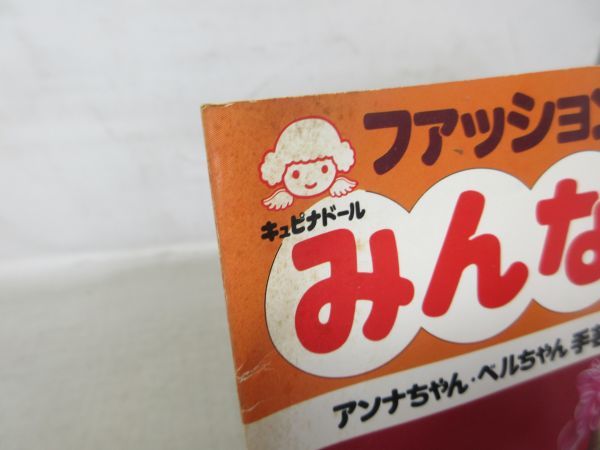 ファッション
キュピナドール
みんな
アンナちゃん・ベルちゃん 手